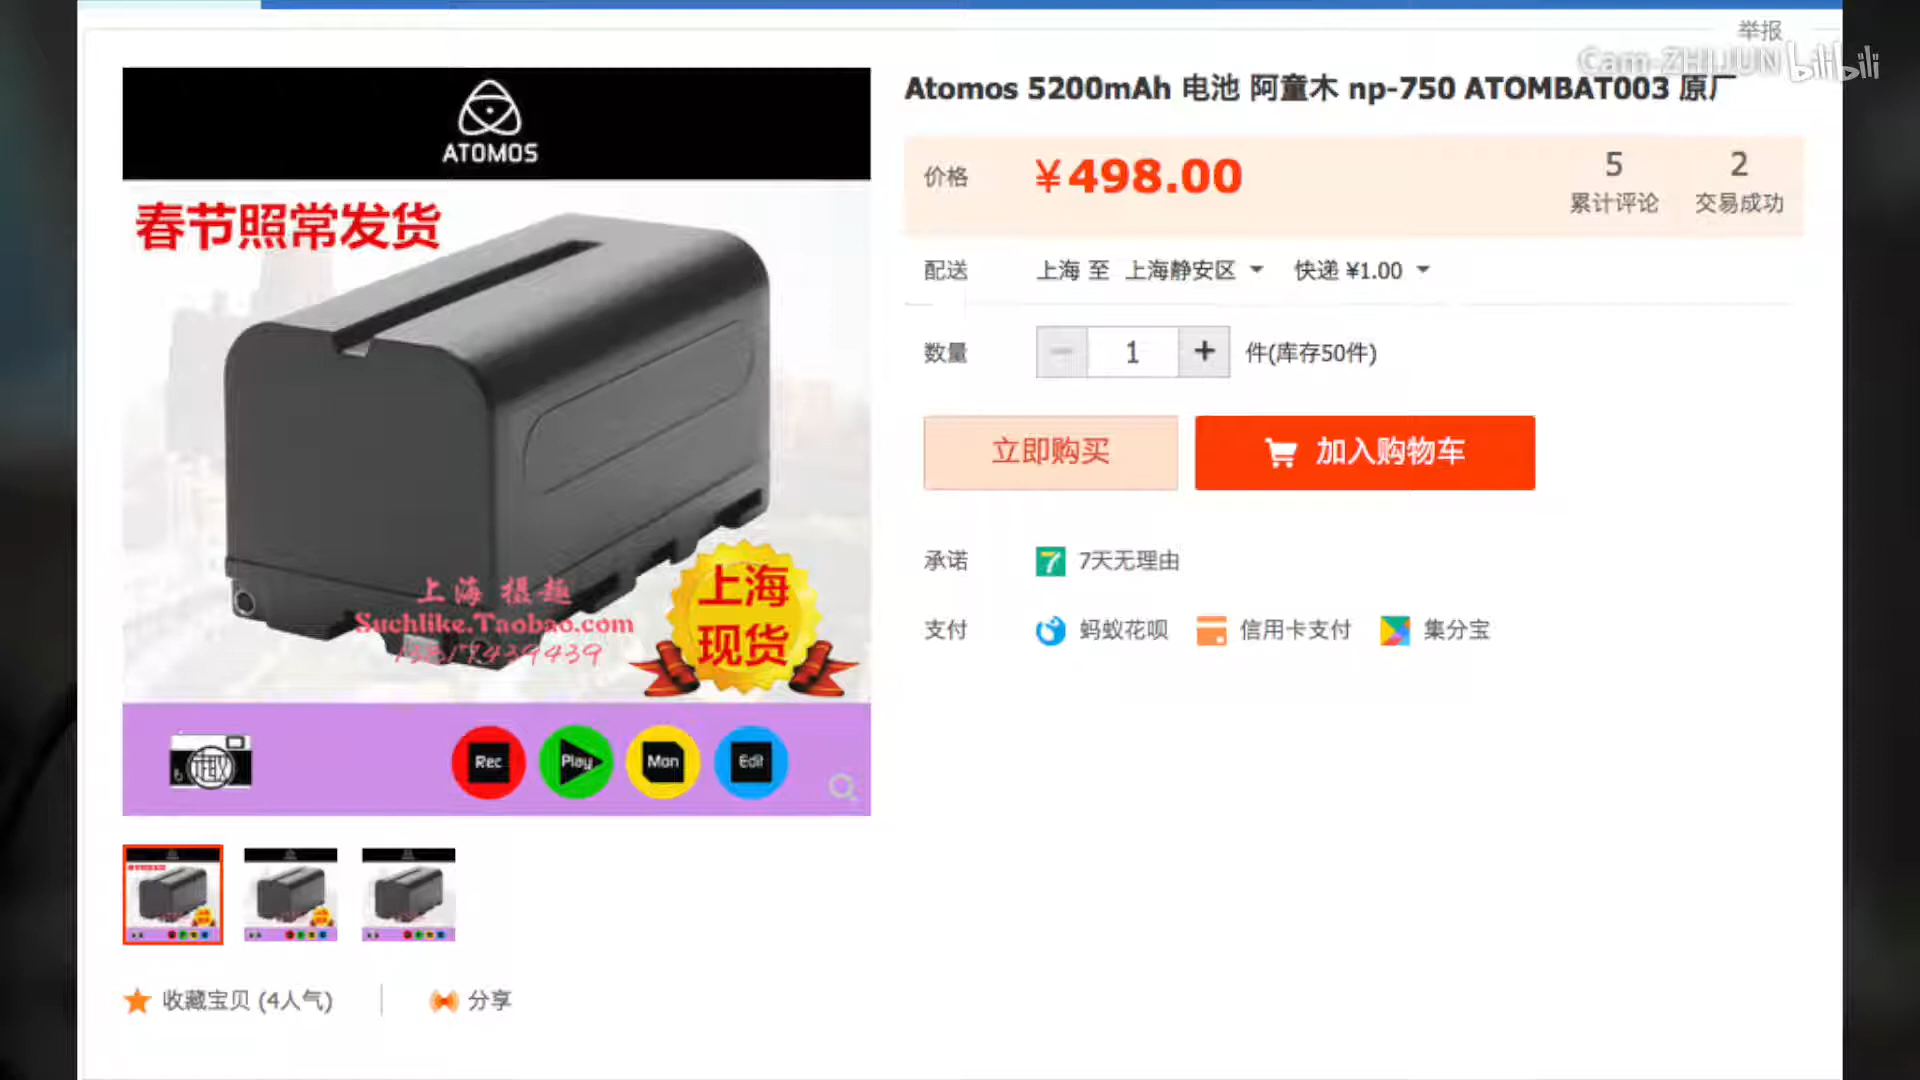 举报
Cam-ZHIJUN bilibili
Atomos 5200mAh 电池 阿童木 np-750 ATOMBAT003 原厂
ATOMOS
春节照常发货
价格
¥498.00
5
累计评论
2
交易成功
配送
上海 至 上海静安区
快递 ¥1.00
数量
1
件(库存50件)
立即购买
加入购物车
承诺
7
7天无理由
支付
蚂蚁花呗
信用卡支付
集分宝
上海 摄趣
Suchlike.Taobao.com
13817439439
上海
现货
Rec
Play
Mon
Edit
收藏宝贝 (4人气)
分享